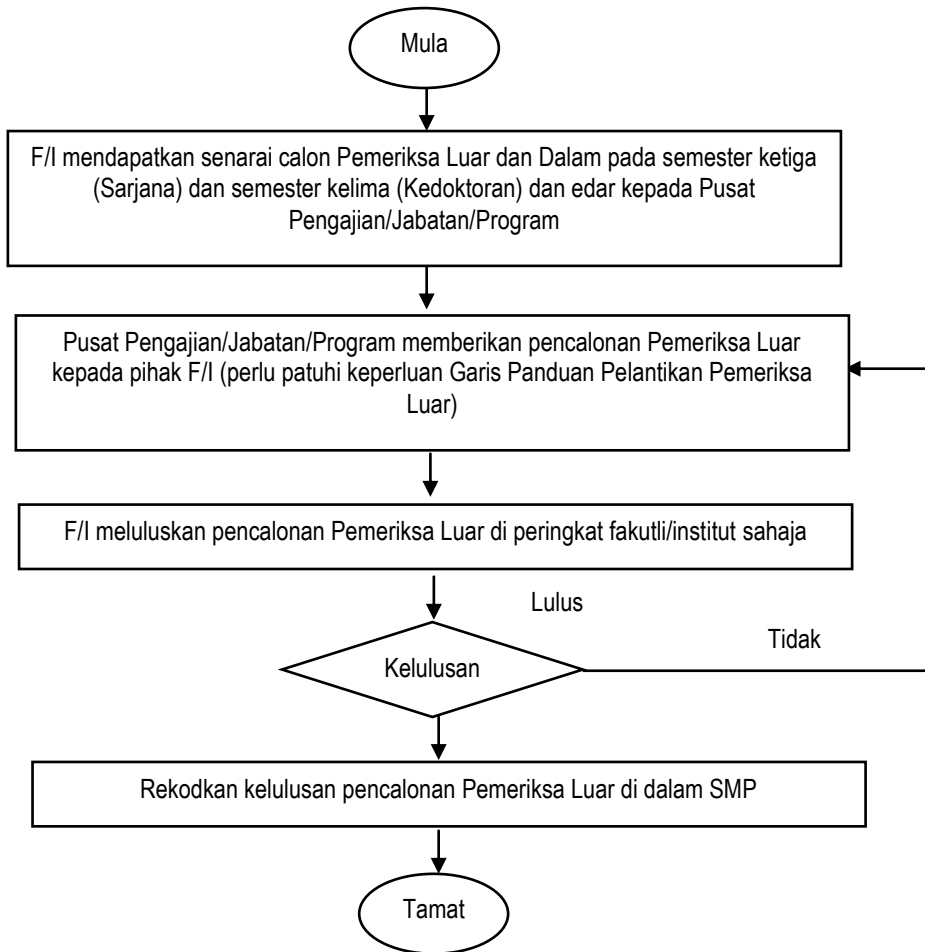 Mula
F/I mendapatkan senarai calon Pemeriksa Luar dan Dalam pada semester ketiga
(Sarjana) dan semester kelima (Kedoktoran) dan edar kepada Pusat
Pengajian/Jabatan/Program
Pusat Pengajian/Jabatan/Program memberikan pencalonan Pemeriksa Luar
kepada pihak F/I (perlu patuhi keperluan Garis Panduan Pelantikan Pemeriksa
Luar)
F/I meluluskan pencalonan Pemeriksa Luar di peringkat fakutli/institut sahaja
Lulus
Tidak
Kelulusan
Rekodkan kelulusan pencalonan Pemeriksa Luar di dalam SMP
Tamat